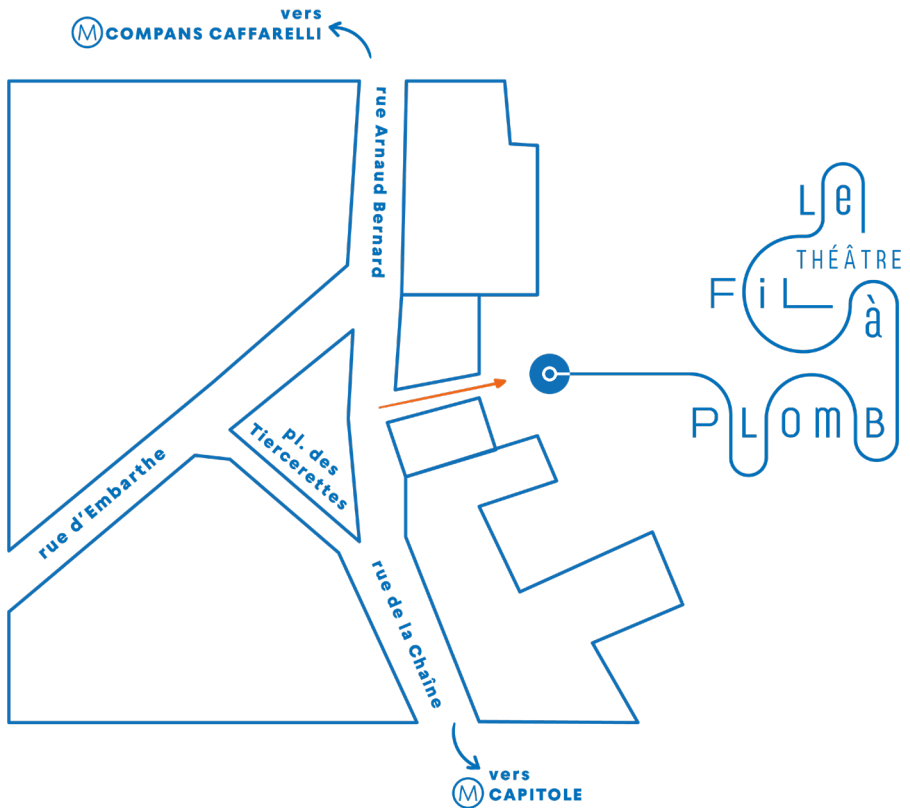 vers
M COMPANS CAFFARELLI
rue Arnaud Bernard
Le
THÉÂTRE
FiL
à
PLOMB
pl. des
Tiercerettes
rue d'Embarthe
rue de la Chaîne
vers
M CAPITOLE